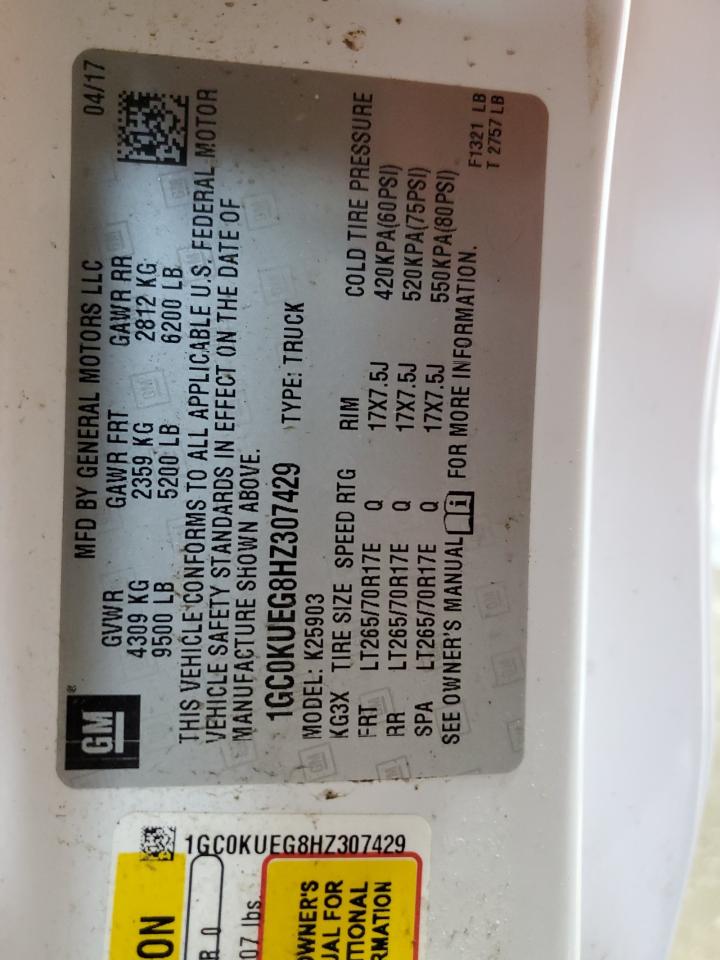 MFD BY GENERAL MOTORS LLC 04/17
GVWR GAWR FRT GAWR RR
4309 KG 2359 KG 2812 KG
9500 LB 5200 LB 6200 LB
THIS VEHICLE CONFORMS TO ALL APPLICABLE U.S. FEDERAL MOTOR
VEHICLE SAFETY STANDARDS IN EFFECT ON THE DATE OF
MANUFACTURE SHOWN ABOVE.
1GC0KUEG8HZ307429 TYPE: TRUCK
MODEL: K25903
KG3X TIRE SIZE SPEED RTG RIM COLD TIRE PRESSURE
FRT LT265/70R17E Q 17X7.5J 420KPA(60PSI)
RR LT265/70R17E Q 17X7.5J 520KPA(75PSI)
SPA LT265/70R17E Q 17X7.5J 550KPA(80PSI)
SEE OWNER'S MANUAL i FOR MORE INFORMATION.
F1321 LB
T 2757 LB
GM®
1GC0KUEG8HZ307429
ON
R 0
07 lbs.
OWNER'S
UAL FOR
ITIONAL
RMATION